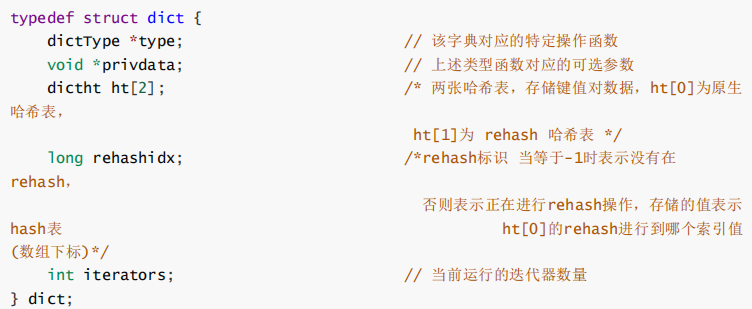 typedef struct dict {
    dictType *type;                         // 该字典对应的特定操作函数
    void *privdata;                         // 上述类型函数对应的可选参数
    dictht ht[2];                           /* 两张哈希表，存储键值对数据，ht[0]为原生
哈希表，
                                             ht[1]为 rehash 哈希表 */
    long rehashidx;                         /*rehash标识 当等于-1时表示没有在
rehash，
                                              否则表示正在进行rehash操作，存储的值表示
hash表                                                ht[0]的rehash进行到哪个索引值
(数组下标)*/
    int iterators;                          // 当前运行的迭代器数量
} dict;